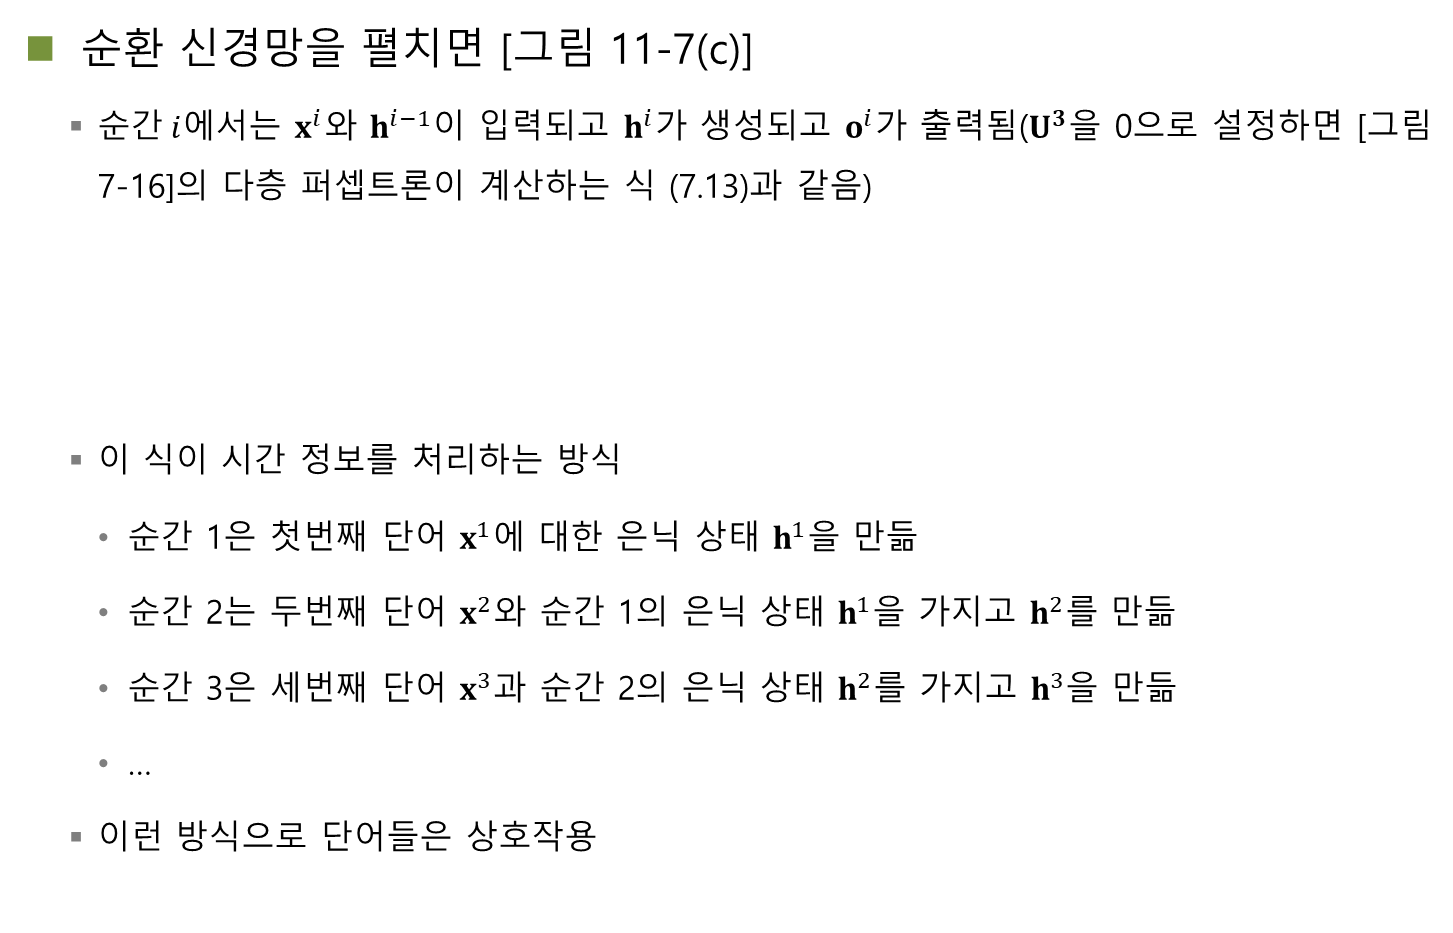 ■ 순환 신경망을 펼치면 [그림 11-7(c)]
▪ 순간 𝑖에서는 𝐱ⁱ와 𝐡ⁱ⁻¹이 입력되고 𝐡ⁱ가 생성되고 𝐨ⁱ가 출력됨(𝐔³을 0으로 설정하면 [그림
7-16]의 다층 퍼셉트론이 계산하는 식 (7.13)과 같음)
▪ 이 식이 시간 정보를 처리하는 방식
• 순간 1은 첫번째 단어 𝐱¹에 대한 은닉 상태 𝐡¹을 만듦
• 순간 2는 두번째 단어 𝐱²와 순간 1의 은닉 상태 𝐡¹을 가지고 𝐡²를 만듦
• 순간 3은 세번째 단어 𝐱³과 순간 2의 은닉 상태 𝐡²를 가지고 𝐡³을 만듦
• …
▪ 이런 방식으로 단어들은 상호작용